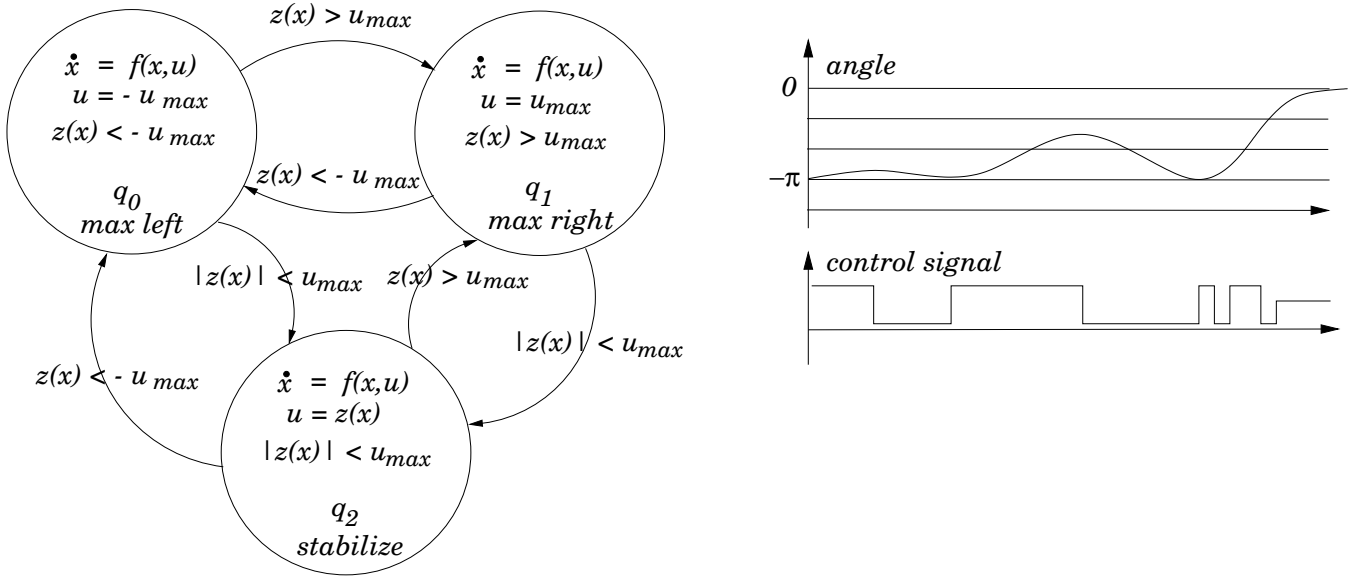 z(x) > u_max
ẋ = f(x,u)
u = - u_max
z(x) < - u_max
q_0
max left
ẋ = f(x,u)
u = u_max
z(x) > u_max
q_1
max right
z(x) < - u_max
|z(x)| < u_max
z(x) > u_max
|z(x)| < u_max
z(x) < - u_max
ẋ = f(x,u)
u = z(x)
|z(x)| < u_max
q_2
stabilize
angle
0
−π
control signal